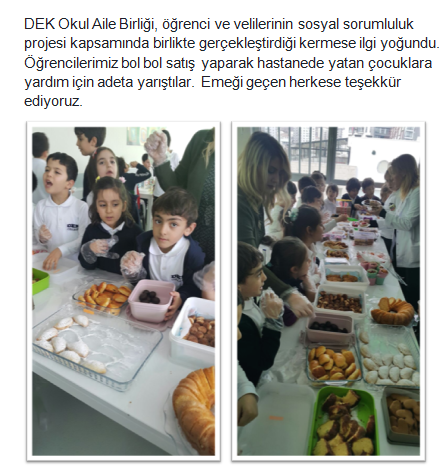 DEK Okul Aile Birliği, öğrenci ve velilerinin sosyal sorumluluk
projesi kapsamında birlikte gerçekleştirdiği kermese ilgi yoğundu.
Öğrencilerimiz bol bol satış yaparak hastanede yatan çocuklara
yardım için adeta yarıştılar. Emeği geçen herkese teşekkür
ediyoruz.